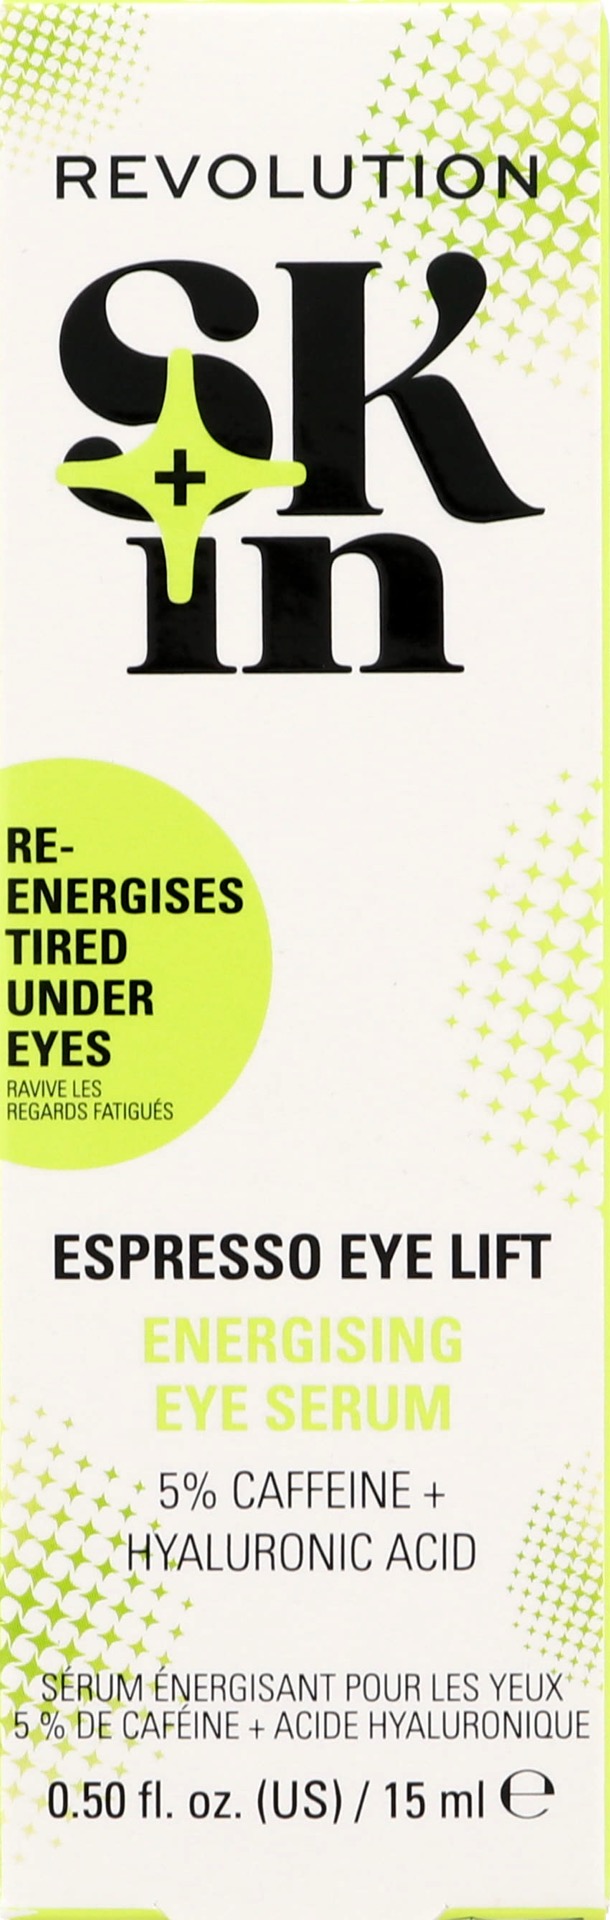 REVOLUTION
Sk
+
in
RE-
ENERGISES
TIRED
UNDER
EYES
RAVIVE LES
REGARDS FATIGUÉS
ESPRESSO EYE LIFT
ENERGISING
EYE SERUM
5% CAFFEINE +
HYALURONIC ACID
SÉRUM ÉNERGISANT POUR LES YEUX
5 % DE CAFÉINE + ACIDE HYALURONIQUE
0.50 fl. oz. (US) / 15 ml ℮